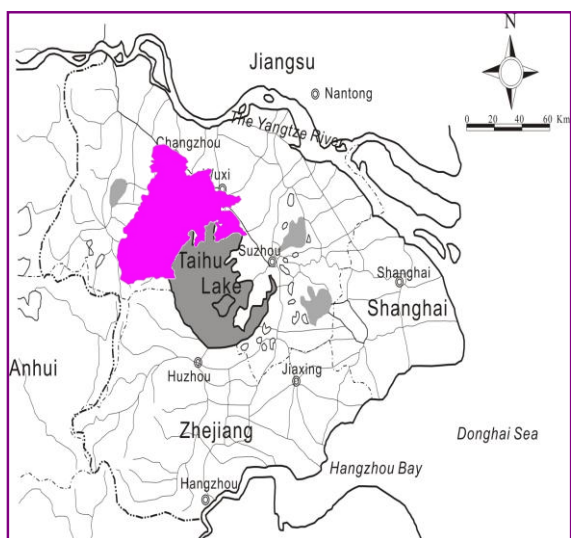 N
Jiangsu
Nantong
The Yangtze River
0 20 40 60 Km
Changzhou
Wuxi
Suzhou
Taihu
Lake
Shanghai
Shanghai
Anhui
Huzhou
Jiaxing
Zhejiang
Donghai Sea
Hangzhou Bay
Hangzhou